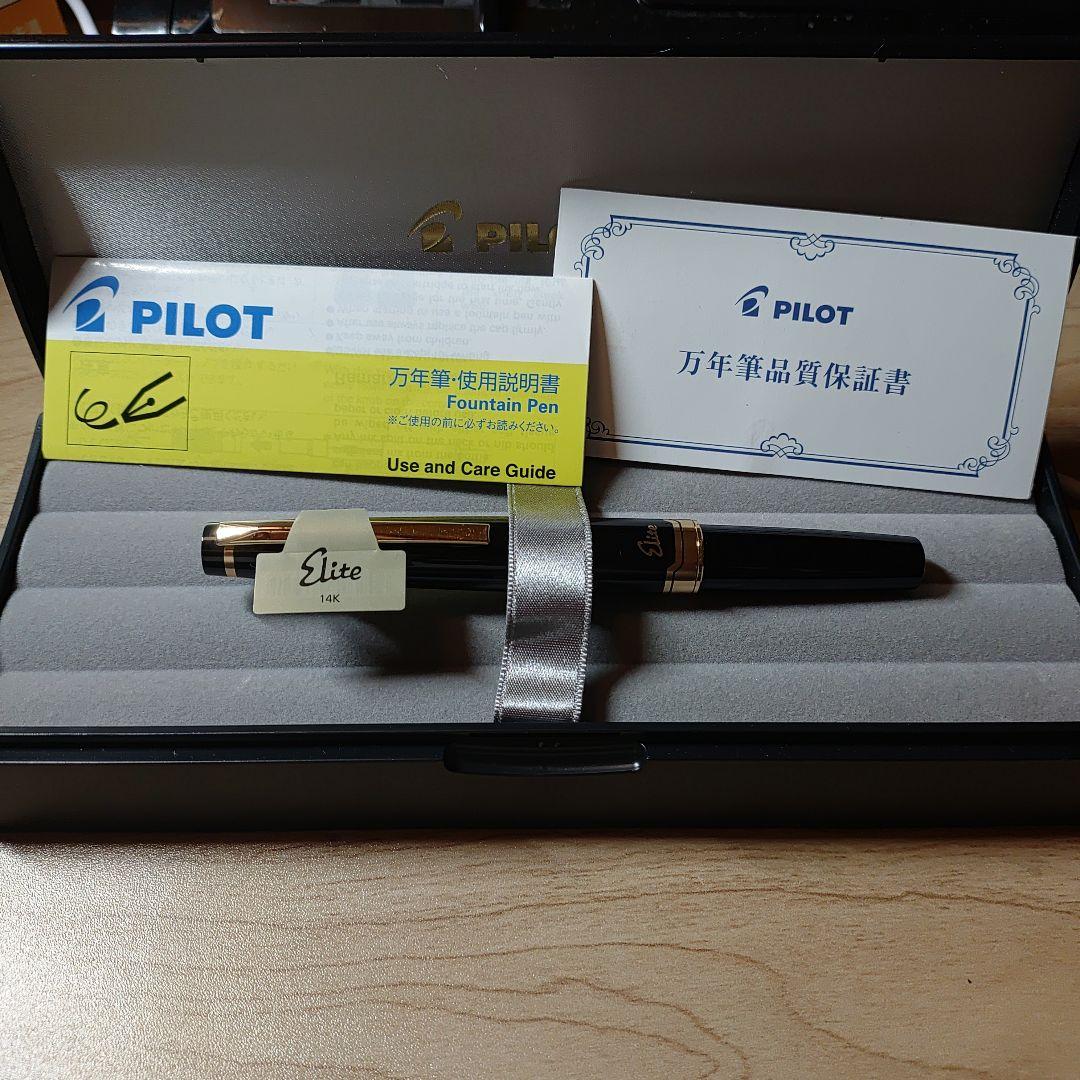 PILO
PILOT
万年筆・使用説明書
Fountain Pen
※ご使用の前に必ずお読みください。
Use and Care Guide
PILOT
万年筆品質保証書
Elite
14K
Elite